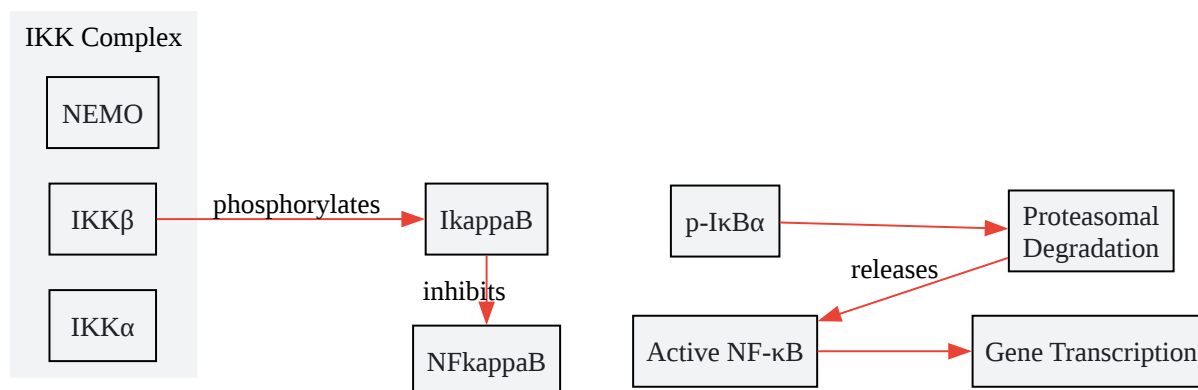 IKK Complex
NEMO
IKKβ
IKKα
phosphorylates
IkappaB
inhibits
NFkappaB
p-IκBα
Proteasomal
Degradation
releases
Active NF-κB
Gene Transcription